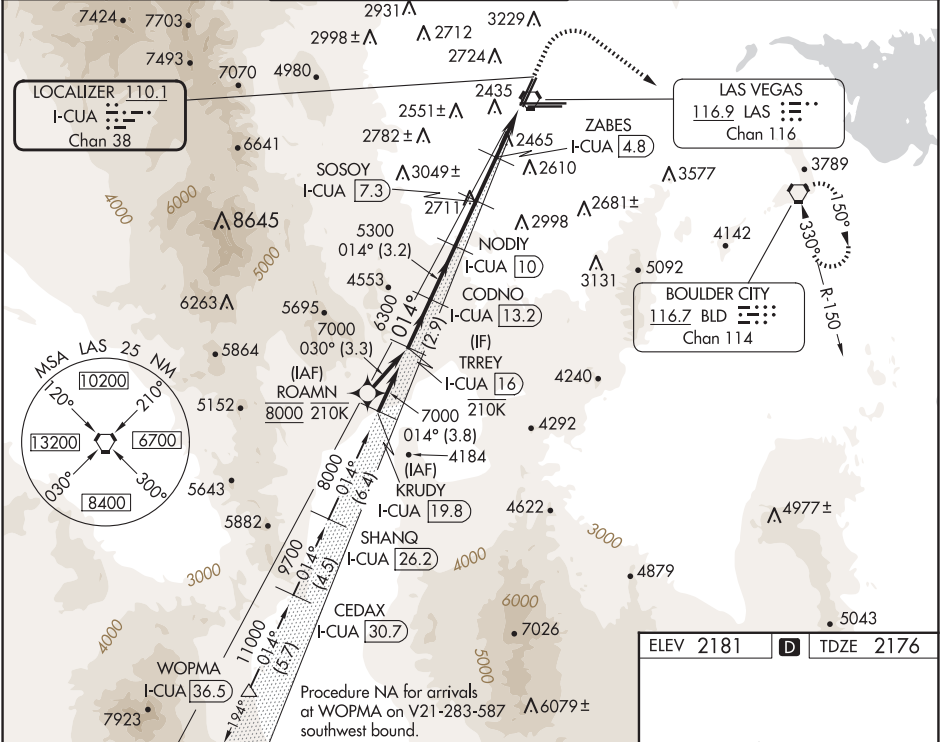 2931
3229
7424
7703
2998 ±
2712
7493
2724
7070
4980
LOCALIZER 110.1
I-CUA
Chan 38
2435
LAS VEGAS
116.9 LAS
Chan 116
2551±
2782 ±
2465
ZABES
I-CUA 4.8
6641
2610
3789
SOSOY
I-CUA 7.3
3049±
3577
4000
6000
2711
2681±
150°
8645
2998
330°
5300
014° (3.2)
NODIY
I-CUA 10
4142
5000
4553
3131
5092
R-150
6263
5695
6300
014°
(2.9)
CODNO
I-CUA 13.2
BOULDER CITY
116.7 BLD
Chan 114
7000
030° (3.3)
(IF)
TRREY
I-CUA 16
210K
5864
MSA LAS 25 NM
(IAF)
ROAMN
8000 210K
4240
10200
120°
210°
5152
7000
014° (3.8)
4292
13200
6700
4184
030°
300°
8400
8000
014°
(6.4)
(IAF)
KRUDY
I-CUA 19.8
5643
4622
4977±
5882
SHANQ
I-CUA 26.2
3000
9700
014°
(4.5)
4000
3000
4879
CEDAX
I-CUA 30.7
6000
4000
11000
014°
(5.7)
7026
5043
ELEV 2181 D TDZE 2176
WOPMA
I-CUA 36.5
5000
194°
7923
Procedure NA for arrivals
at WOPMA on V21-283-587
southwest bound.
6079±